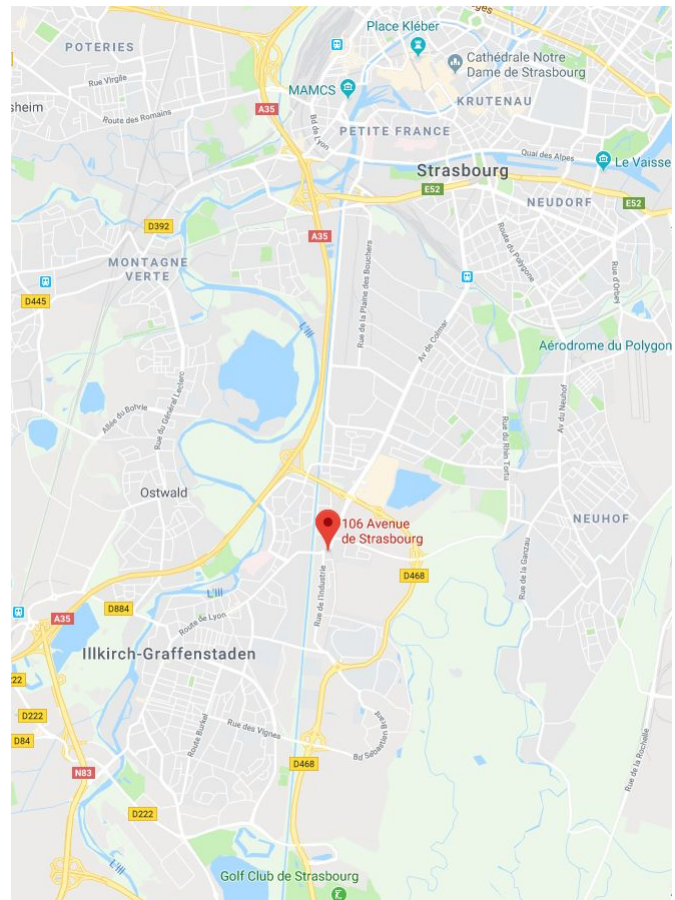 Place Kléber
POTERIES
Cathédrale Notre
Dame de Strasbourg
Rue Virgile
MAMCS
KRUTENAU
sheim
A35
Route des Romains
Bd de Lyon
PETITE FRANCE
Quai des Alpes
Le Vaisse
Strasbourg
E52
NEUDORF
E52
D392
A35
Route du Polygone
MONTAGNE
VERTE
Rue de la Plaine des Bouchers
Rue d'Orbey
D445
L'Ill
Av de Colmar
Aérodrome du Polygon
Allée du Bohrie
Rue du Général Leclerc
Rue du Rhin Tortu
Av du Neuhof
Ostwald
106 Avenue
de Strasbourg
NEUHOF
Rue de la Ganzau
D468
L'Ill
Rue de l'Industrie
D884
A35
Route de Lyon
Illkirch-Graffenstaden
22
D222
Route Burkel
Rue des Vignes
Bd Sébastien Brant
D84
D468
N83
Rue de la Rochelle
D222
L'Ill
Golf Club de Strasbourg